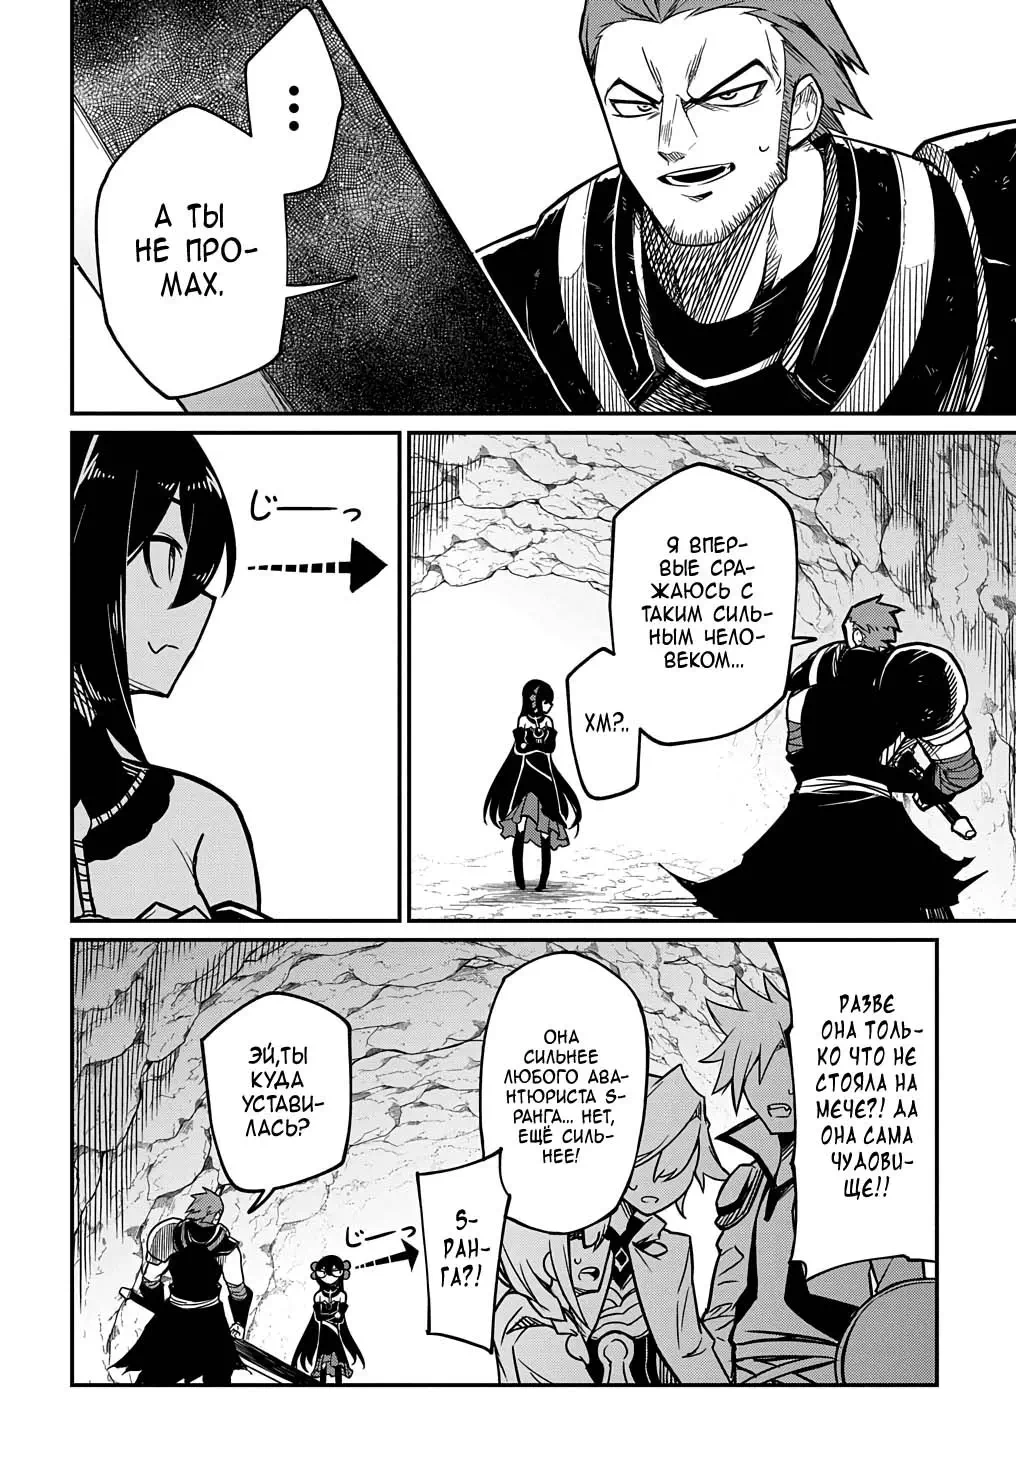 ...
А ТЫ
НЕ ПРО-
МАХ.
Я ВПЕР-
ВЫЕ СРА-
ЖАЮСЬ С
ТАКИМ СИЛЬ-
НЫМ ЧЕЛО-
ВЕКОМ...
ХМ?..
じーっ
РАЗВЕ
ОНА ТОЛЬ-
КО ЧТО НЕ
СТОЯЛА НА
МЕЧЕ?! ДА
ОНА САМА
ЧУДОВИ-
ЩЕ!!
ОНА
СИЛЬНЕЕ
ЛЮБОГО АВА-
НТЮРИСТА S-
РАНГА... НЕТ,
ЕЩЁ СИЛЬ-
НЕЕ!
S-
РАН-
ГА?!
じーっ
ЭЙ,ТЫ
КУДА
УСТАВИ-
ЛАСЬ?